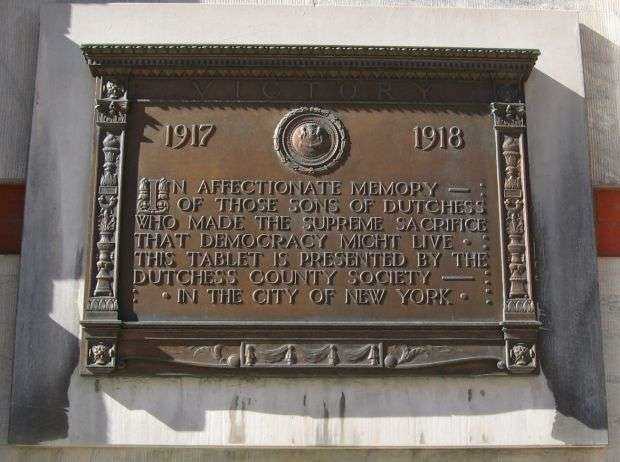 VICTORY
1917 1918
IN AFFECTIONATE MEMORY
OF THOSE SONS OF DUTCHESS
WHO MADE THE SUPREME SACRIFICE
THAT DEMOCRACY MIGHT LIVE
THIS TABLET IS PRESENTED BY THE
DUTCHESS COUNTY SOCIETY
IN THE CITY OF NEW YORK